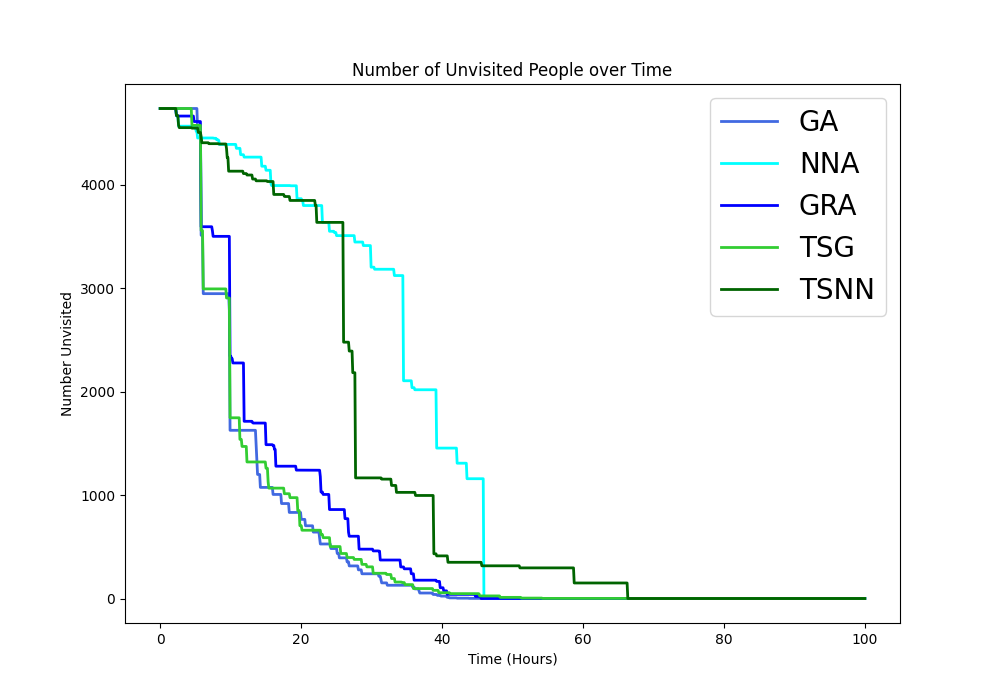 Number of Unvisited People over Time
GA
NNA
GRA
TSG
TSNN
4000
3000
2000
1000
0
Number Unvisited
0 20 40 60 80 100
Time (Hours)